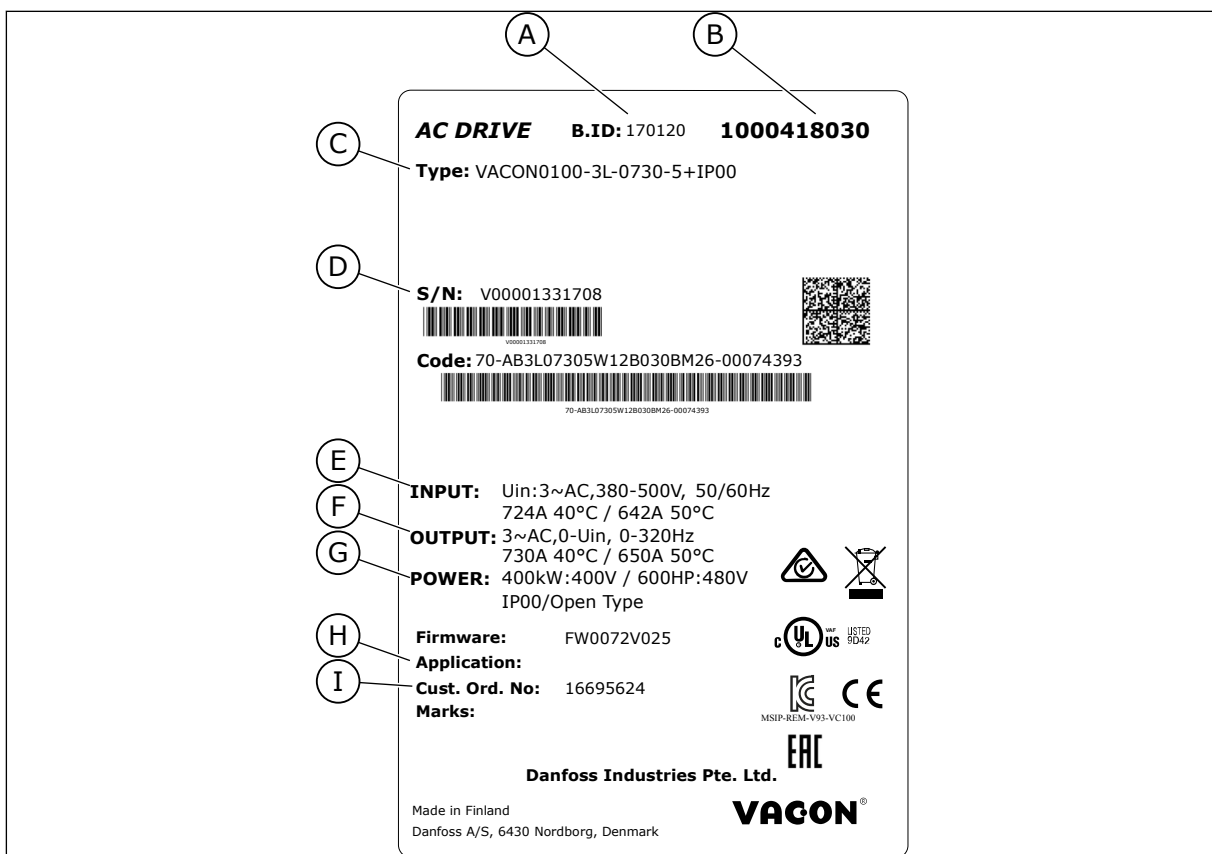 A
B
AC DRIVE B.ID: 170120 1000418030
C
Type: VACON0100-3L-0730-5+IP00
D
S/N: V00001331708
V00001331708
Code: 70-AB3L07305W12B030BM26-00074393
70-AB3L07305W12B030BM26-00074393
E
INPUT: Uin:3~AC,380-500V, 50/60Hz
724A 40°C / 642A 50°C
F
OUTPUT: 3~AC,0-Uin, 0-320Hz
730A 40°C / 650A 50°C
G
POWER: 400kW:400V / 600HP:480V
IP00/Open Type
H
Firmware: FW0072V025
Application:
I
Cust. Ord. No: 16695624
Marks:
C UL US VAF LISTED 9D42
KC CE
MSIP-REM-V93-VC100
EAC
Danfoss Industries Pte. Ltd.
Made in Finland
Danfoss A/S, 6430 Nordborg, Denmark
VACON®